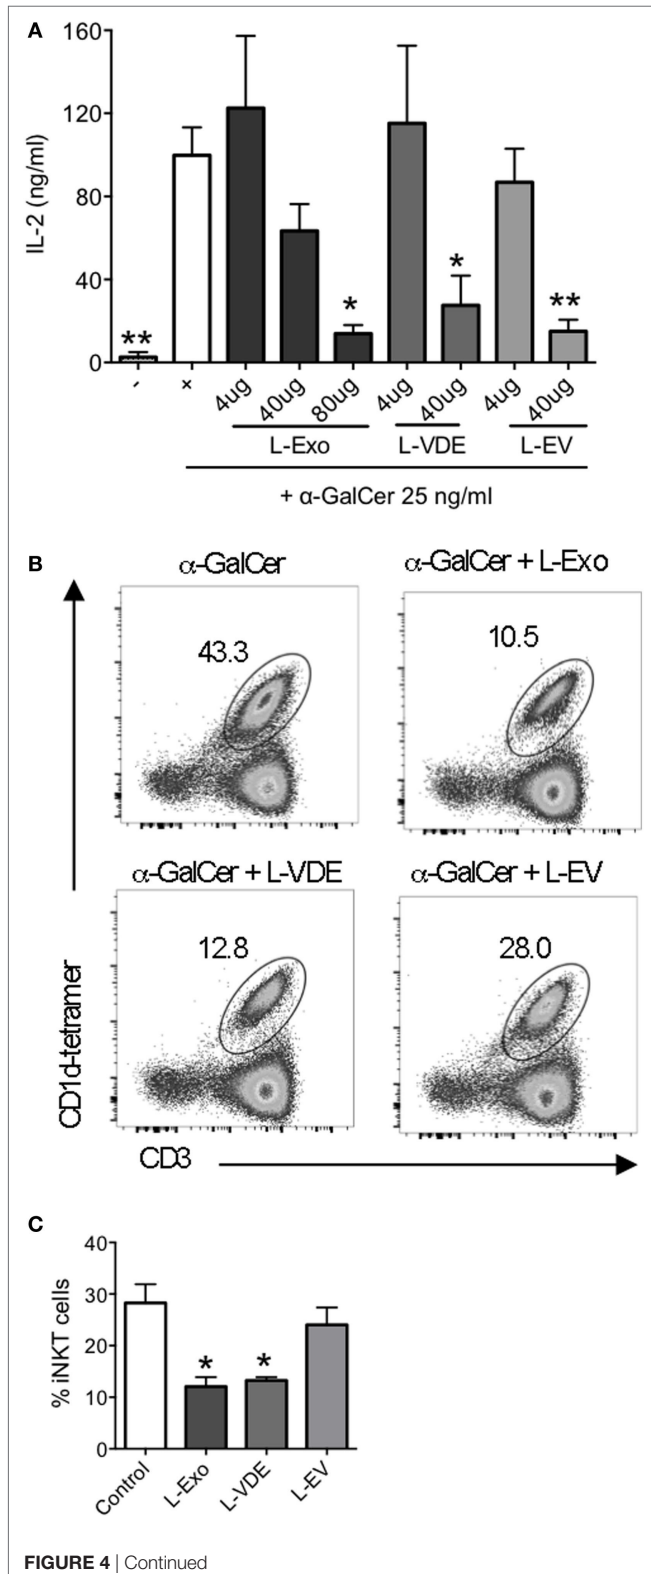 A
160
120
80
40
0
IL-2 (ng/ml)
** * * **
- + 4ug 40ug 80ug 4ug 40ug 4ug 40ug
L-Exo L-VDE L-EV
+ α-GalCer 25 ng/ml
B
α-GalCer α-GalCer + L-Exo
43.3 10.5
α-GalCer + L-VDE α-GalCer + L-EV
12.8 28.0
CD1d-tetramer
CD3
C
40
30
20
10
0
% iNKT cells
* *
Control L-Exo L-VDE L-EV
FIGURE 4 | Continued